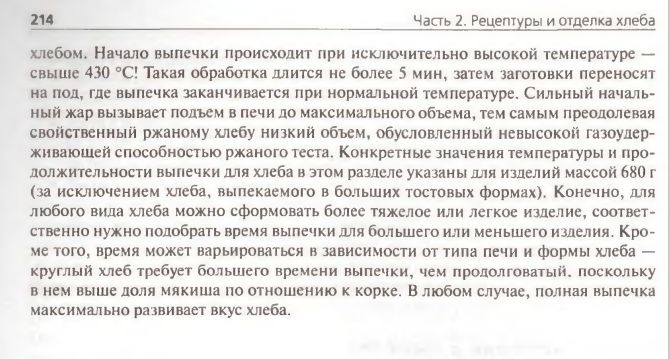 214
Часть 2. Рецептуры и отделка хлеба
хлебом. Начало выпечки происходит при исключительно высокой температуре —
свыше 430 °C! Такая обработка длится не более 5 мин, затем заготовки переносят
на под, где выпечка заканчивается при нормальной температуре. Сильный началь-
ный жар вызывает подъем в печи до максимального объема, тем самым преодолевая
свойственный ржаному хлебу низкий объем, обусловленный невысокой газоудер-
живающей способностью ржаного теста. Конкретные значения температуры и про-
должительности выпечки для хлеба в этом разделе указаны для изделий массой 680 г
(за исключением хлеба, выпекаемого в больших тостовых формах). Конечно, для
любого вида хлеба можно сформовать более тяжелое или легкое изделие, соответ-
ственно нужно подобрать время выпечки для большего или меньшего изделия. Кро-
ме того, время может варьироваться в зависимости от типа печи и формы хлеба —
круглый хлеб требует большего времени выпечки, чем продолговатый, поскольку
в нем выше доля мякиша по отношению к корке. В любом случае, полная выпечка
максимально развивает вкус хлеба.